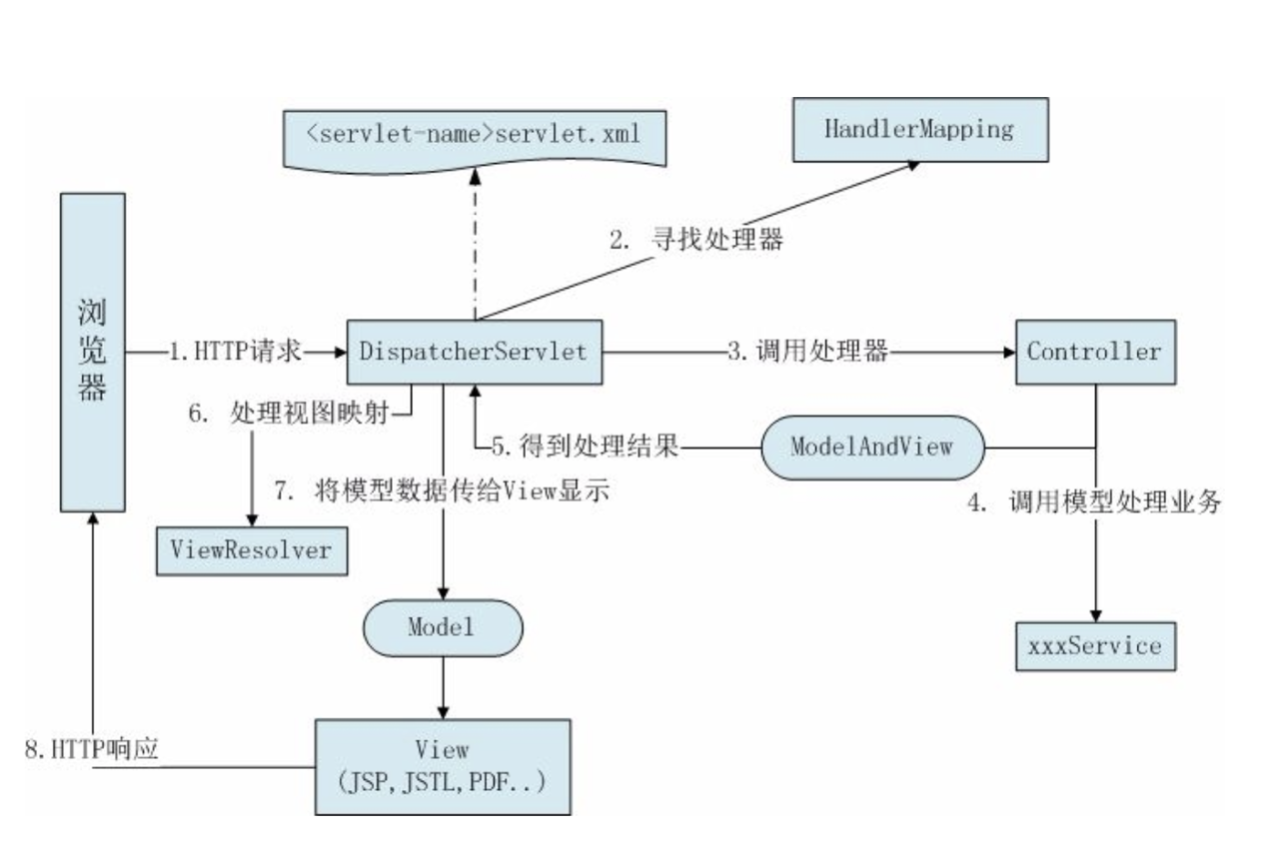 <servlet-name>servlet.xml
HandlerMapping
2. 寻找处理器
浏
览
器
1.HTTP请求
DispatcherServlet
3.调用处理器
Controller
6. 处理视图映射
5.得到处理结果
ModelAndView
7. 将模型数据传给View显示
4. 调用模型处理业务
ViewResolver
Model
xxxService
8.HTTP响应
View
(JSP,JSTL,PDF..)